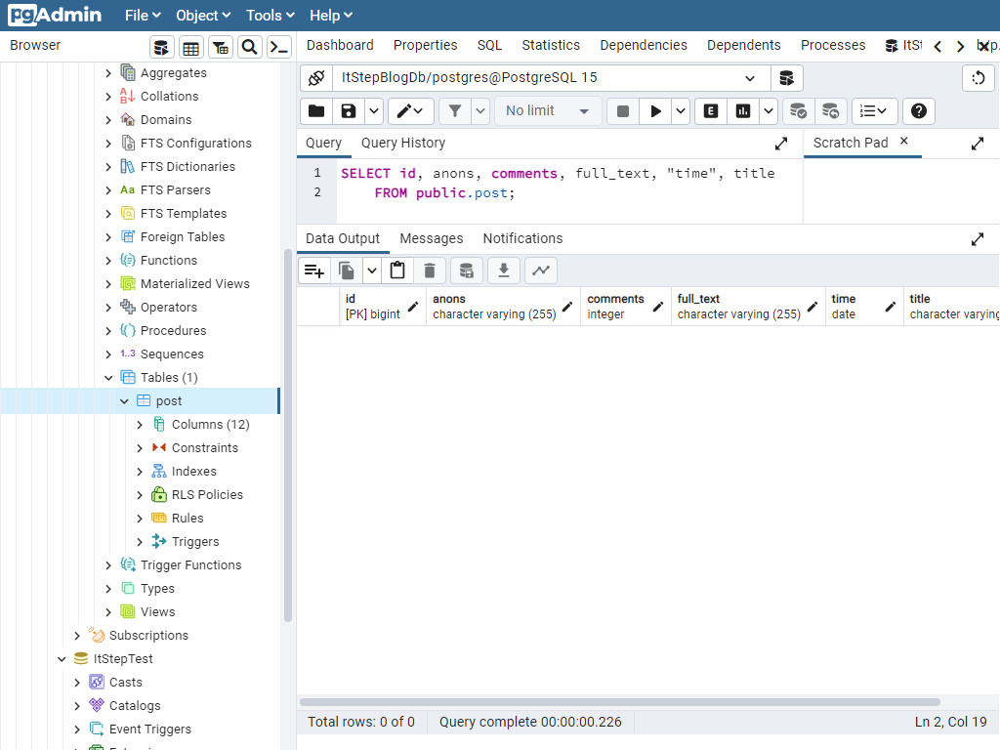 pgAdmin File Object Tools Help
Browser
Dashboard Properties SQL Statistics Dependencies Dependents Processes ItSt
Aggregates
Collations
Domains
FTS Configurations
FTS Dictionaries
Aa FTS Parsers
FTS Templates
Foreign Tables
Functions
Materialized Views
Operators
Procedures
1..3 Sequences
Tables (1)
post
Columns (12)
Constraints
Indexes
RLS Policies
Rules
Triggers
Trigger Functions
Types
Views
Subscriptions
ItStepTest
Casts
Catalogs
Event Triggers
ItStepBlogDb/postgres@PostgreSQL 15
No limit E
Query Query History Scratch Pad
1 SELECT id, anons, comments, full_text, "time", title
2 FROM public.post;
Data Output Messages Notifications
id anons comments full_text time title
[PK] bigint character varying (255) integer character varying (255) date character varying
Total rows: 0 of 0 Query complete 00:00:00.226 Ln 2, Col 19